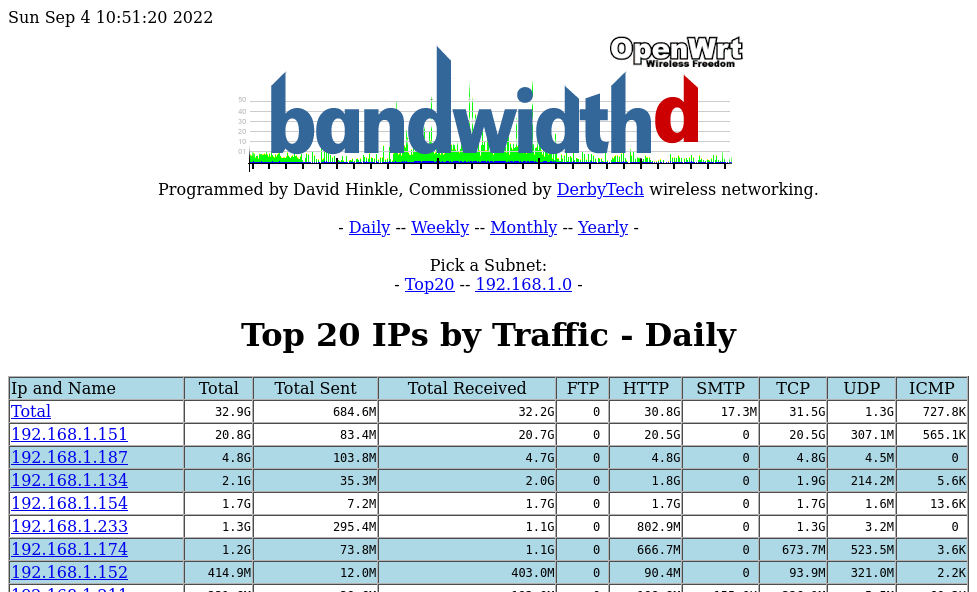 Sun Sep 4 10:51:20 2022
OpenWrt
Wireless Freedom
bandwidthd
50
40
30
20
10
Programmed by David Hinkle, Commissioned by DerbyTech wireless networking.
- Daily -- Weekly -- Monthly -- Yearly -
Pick a Subnet:
- Top20 -- 192.168.1.0 -
Top 20 IPs by Traffic - Daily
Ip and Name Total Total Sent Total Received FTP HTTP SMTP TCP UDP ICMP
Total 32.9G 684.6M 32.2G 0 30.8G 17.3M 31.5G 1.3G 727.8K
192.168.1.151 20.8G 83.4M 20.7G 0 20.5G 0 20.5G 307.1M 565.1K
192.168.1.187 4.8G 103.8M 4.7G 0 4.8G 0 4.8G 4.5M 0
192.168.1.134 2.1G 35.3M 2.0G 0 1.8G 0 1.9G 214.2M 5.6K
192.168.1.154 1.7G 7.2M 1.7G 0 1.7G 0 1.7G 1.6M 13.6K
192.168.1.233 1.3G 295.4M 1.1G 0 802.9M 0 1.3G 3.2M 0
192.168.1.174 1.2G 73.8M 1.1G 0 666.7M 0 673.7M 523.5M 3.6K
192.168.1.152 414.9M 12.0M 403.0M 0 90.4M 0 93.9M 321.0M 2.2K